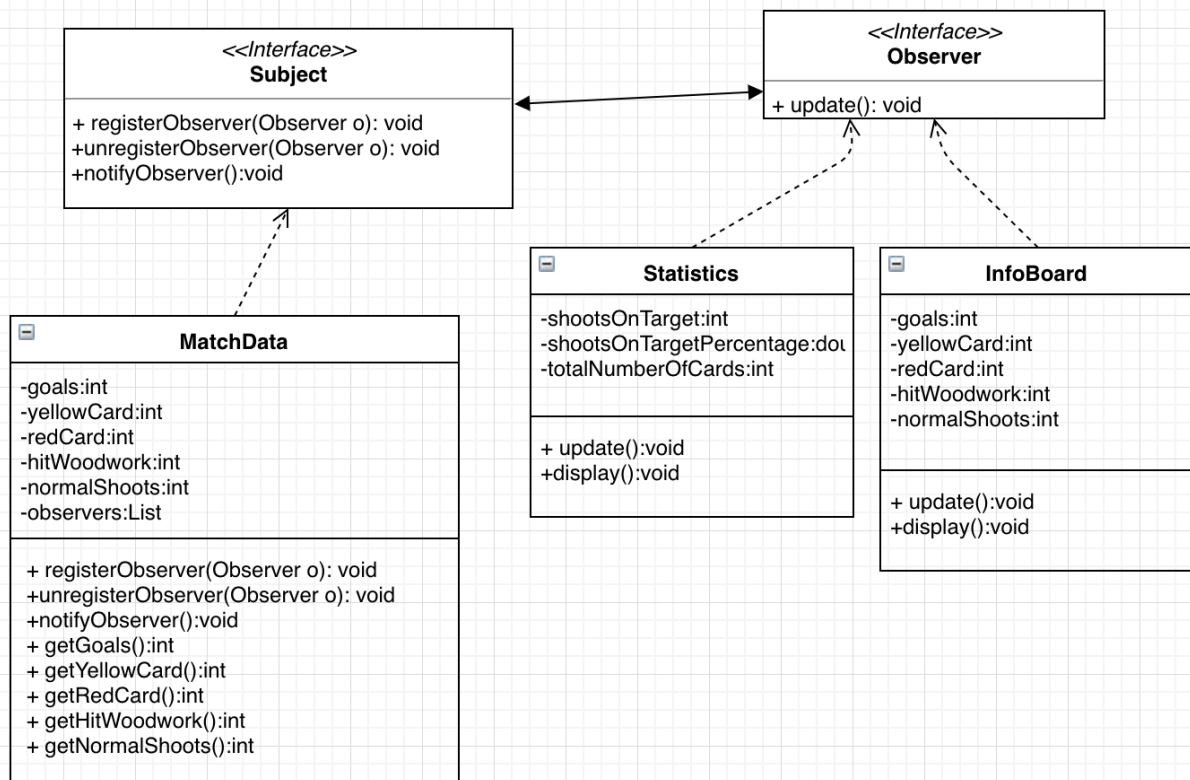 <<Interface>>
Subject
+ registerObserver(Observer o): void
+unregisterObserver(Observer o): void
+notifyObserver():void
<<Interface>>
Observer
+ update(): void
MatchData
-goals:int
-yellowCard:int
-redCard:int
-hitWoodwork:int
-normalShoots:int
-observers:List
+ registerObserver(Observer o): void
+unregisterObserver(Observer o): void
+notifyObserver():void
+ getGoals():int
+ getYellowCard():int
+ getRedCard():int
+ getHitWoodwork():int
+ getNormalShoots():int
Statistics
-shootsOnTarget:int
-shootsOnTargetPercentage:dou
-totalNumberOfCards:int
+ update():void
+display():void
InfoBoard
-goals:int
-yellowCard:int
-redCard:int
-hitWoodwork:int
-normalShoots:int
+ update():void
+display():void